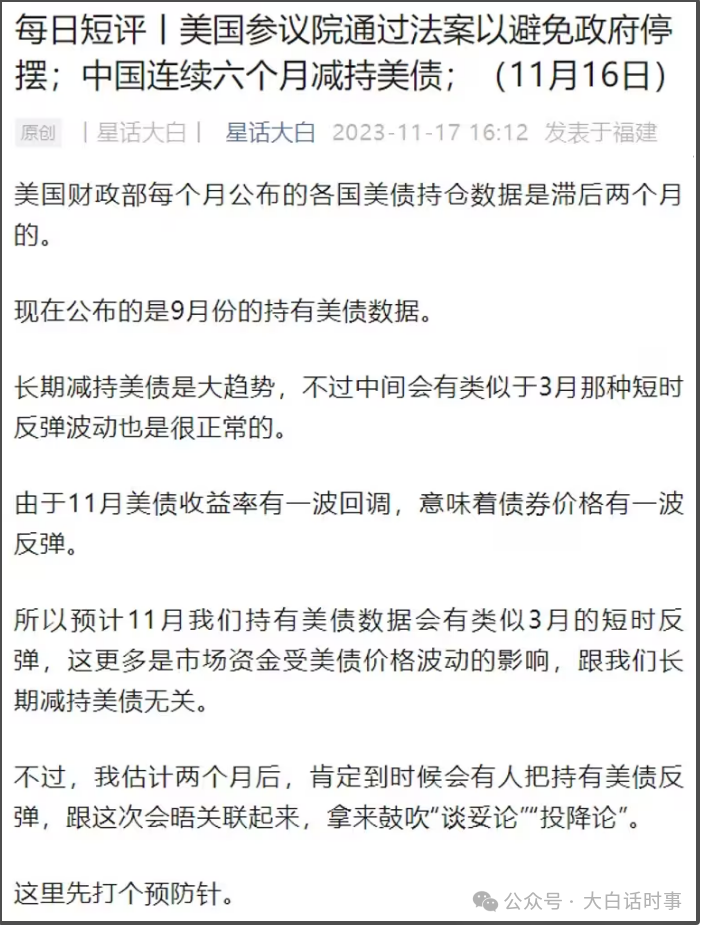 每日短评丨美国参议院通过法案以避免政府停
摆；中国连续六个月减持美债；（11月16日）
原创 丨星话大白丨 星话大白 2023-11-17 16:12 发表于福建
美国财政部每个月公布的各国美债持仓数据是滞后两个月
的。
现在公布的是9月份的持有美债数据。
长期减持美债是大趋势，不过中间会有类似于3月那种短时
反弹波动也是很正常的。
由于11月美债收益率有一波回调，意味着债券价格有一波
反弹。
所以预计11月我们持有美债数据会有类似3月的短时反
弹，这更多是市场资金受美债价格波动的影响，跟我们长
期减持美债无关。
不过，我估计两个月后，肯定到时候会有人把持有美债反
弹，跟这次会晤关联起来，拿来鼓吹“谈妥论”“投降论”。
这里先打个预防针。
公众号 · 大白话时事